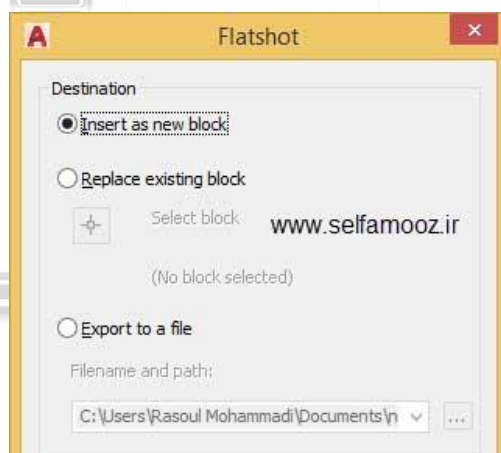 Flatshot
Destination
Insert as new block
Replace existing block
Select block
www.selfamooz.ir
(No block selected)
Export to a file
Filename and path:
C:\Users\Rasoul Mohammadi\Documents\n
...